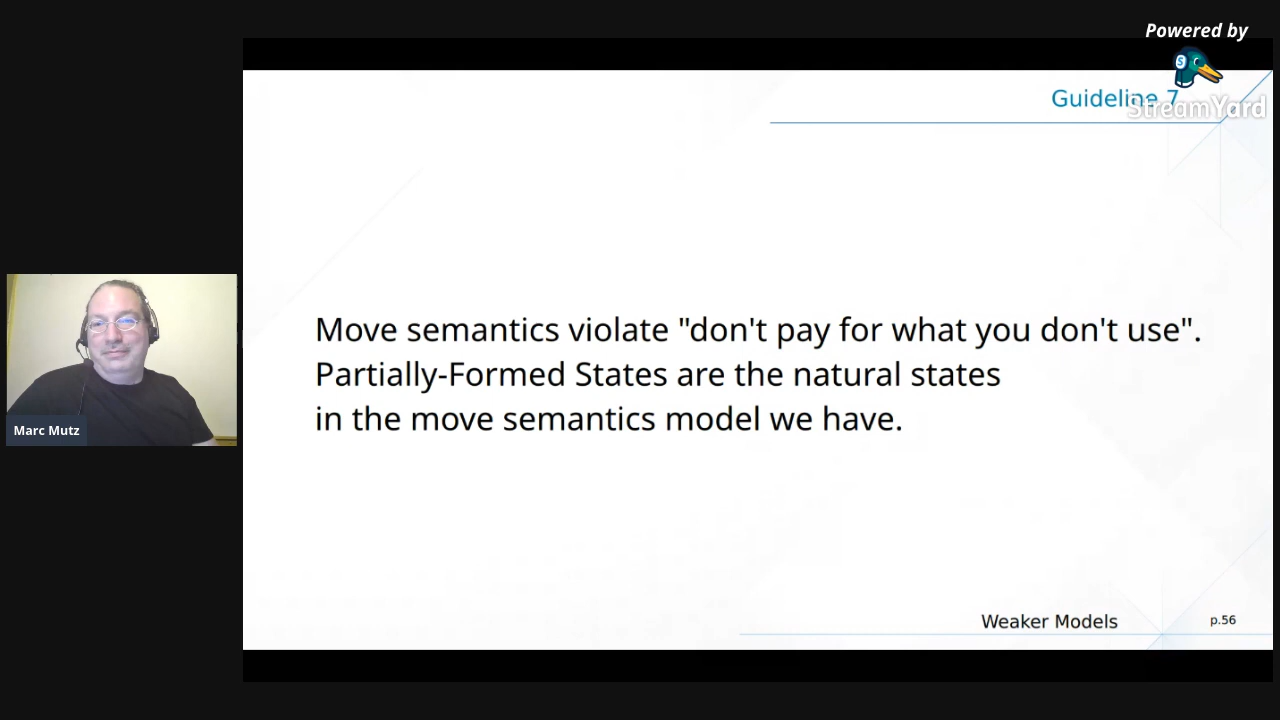 Powered by
StreamYard
Guideline 7
Move semantics violate "don't pay for what you don't use".
Partially-Formed States are the natural states
in the move semantics model we have.
Marc Mutz
Weaker Models
p.56